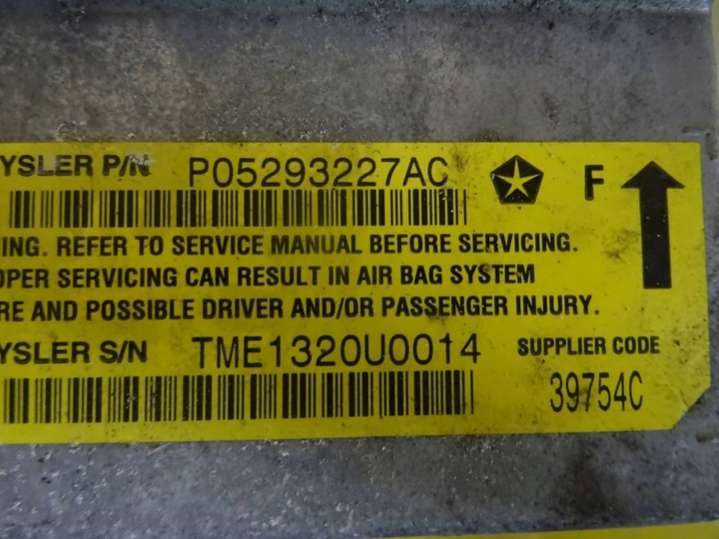 YSLER P/N P05293227AC
F
ING. REFER TO SERVICE MANUAL BEFORE SERVICING.
OPER SERVICING CAN RESULT IN AIR BAG SYSTEM
RE AND POSSIBLE DRIVER AND/OR PASSENGER INJURY.
YSLER S/N TME1320U0014 SUPPLIER CODE
39754C